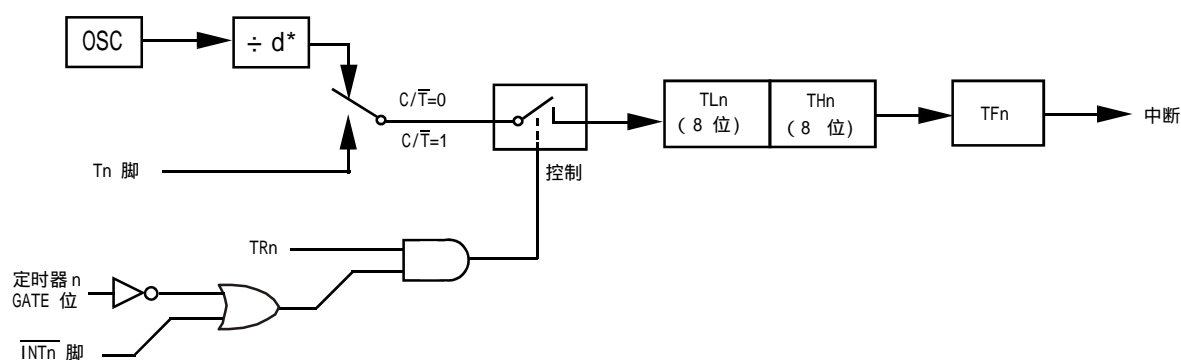 OSC
÷ d*
C/T̅=0
C/T̅=1
TLn
(8 位)
THn
(8 位)
TFn
中断
Tn 脚
控制
TRn
定时器 n
GATE 位
I̅N̅T̅n̅ 脚